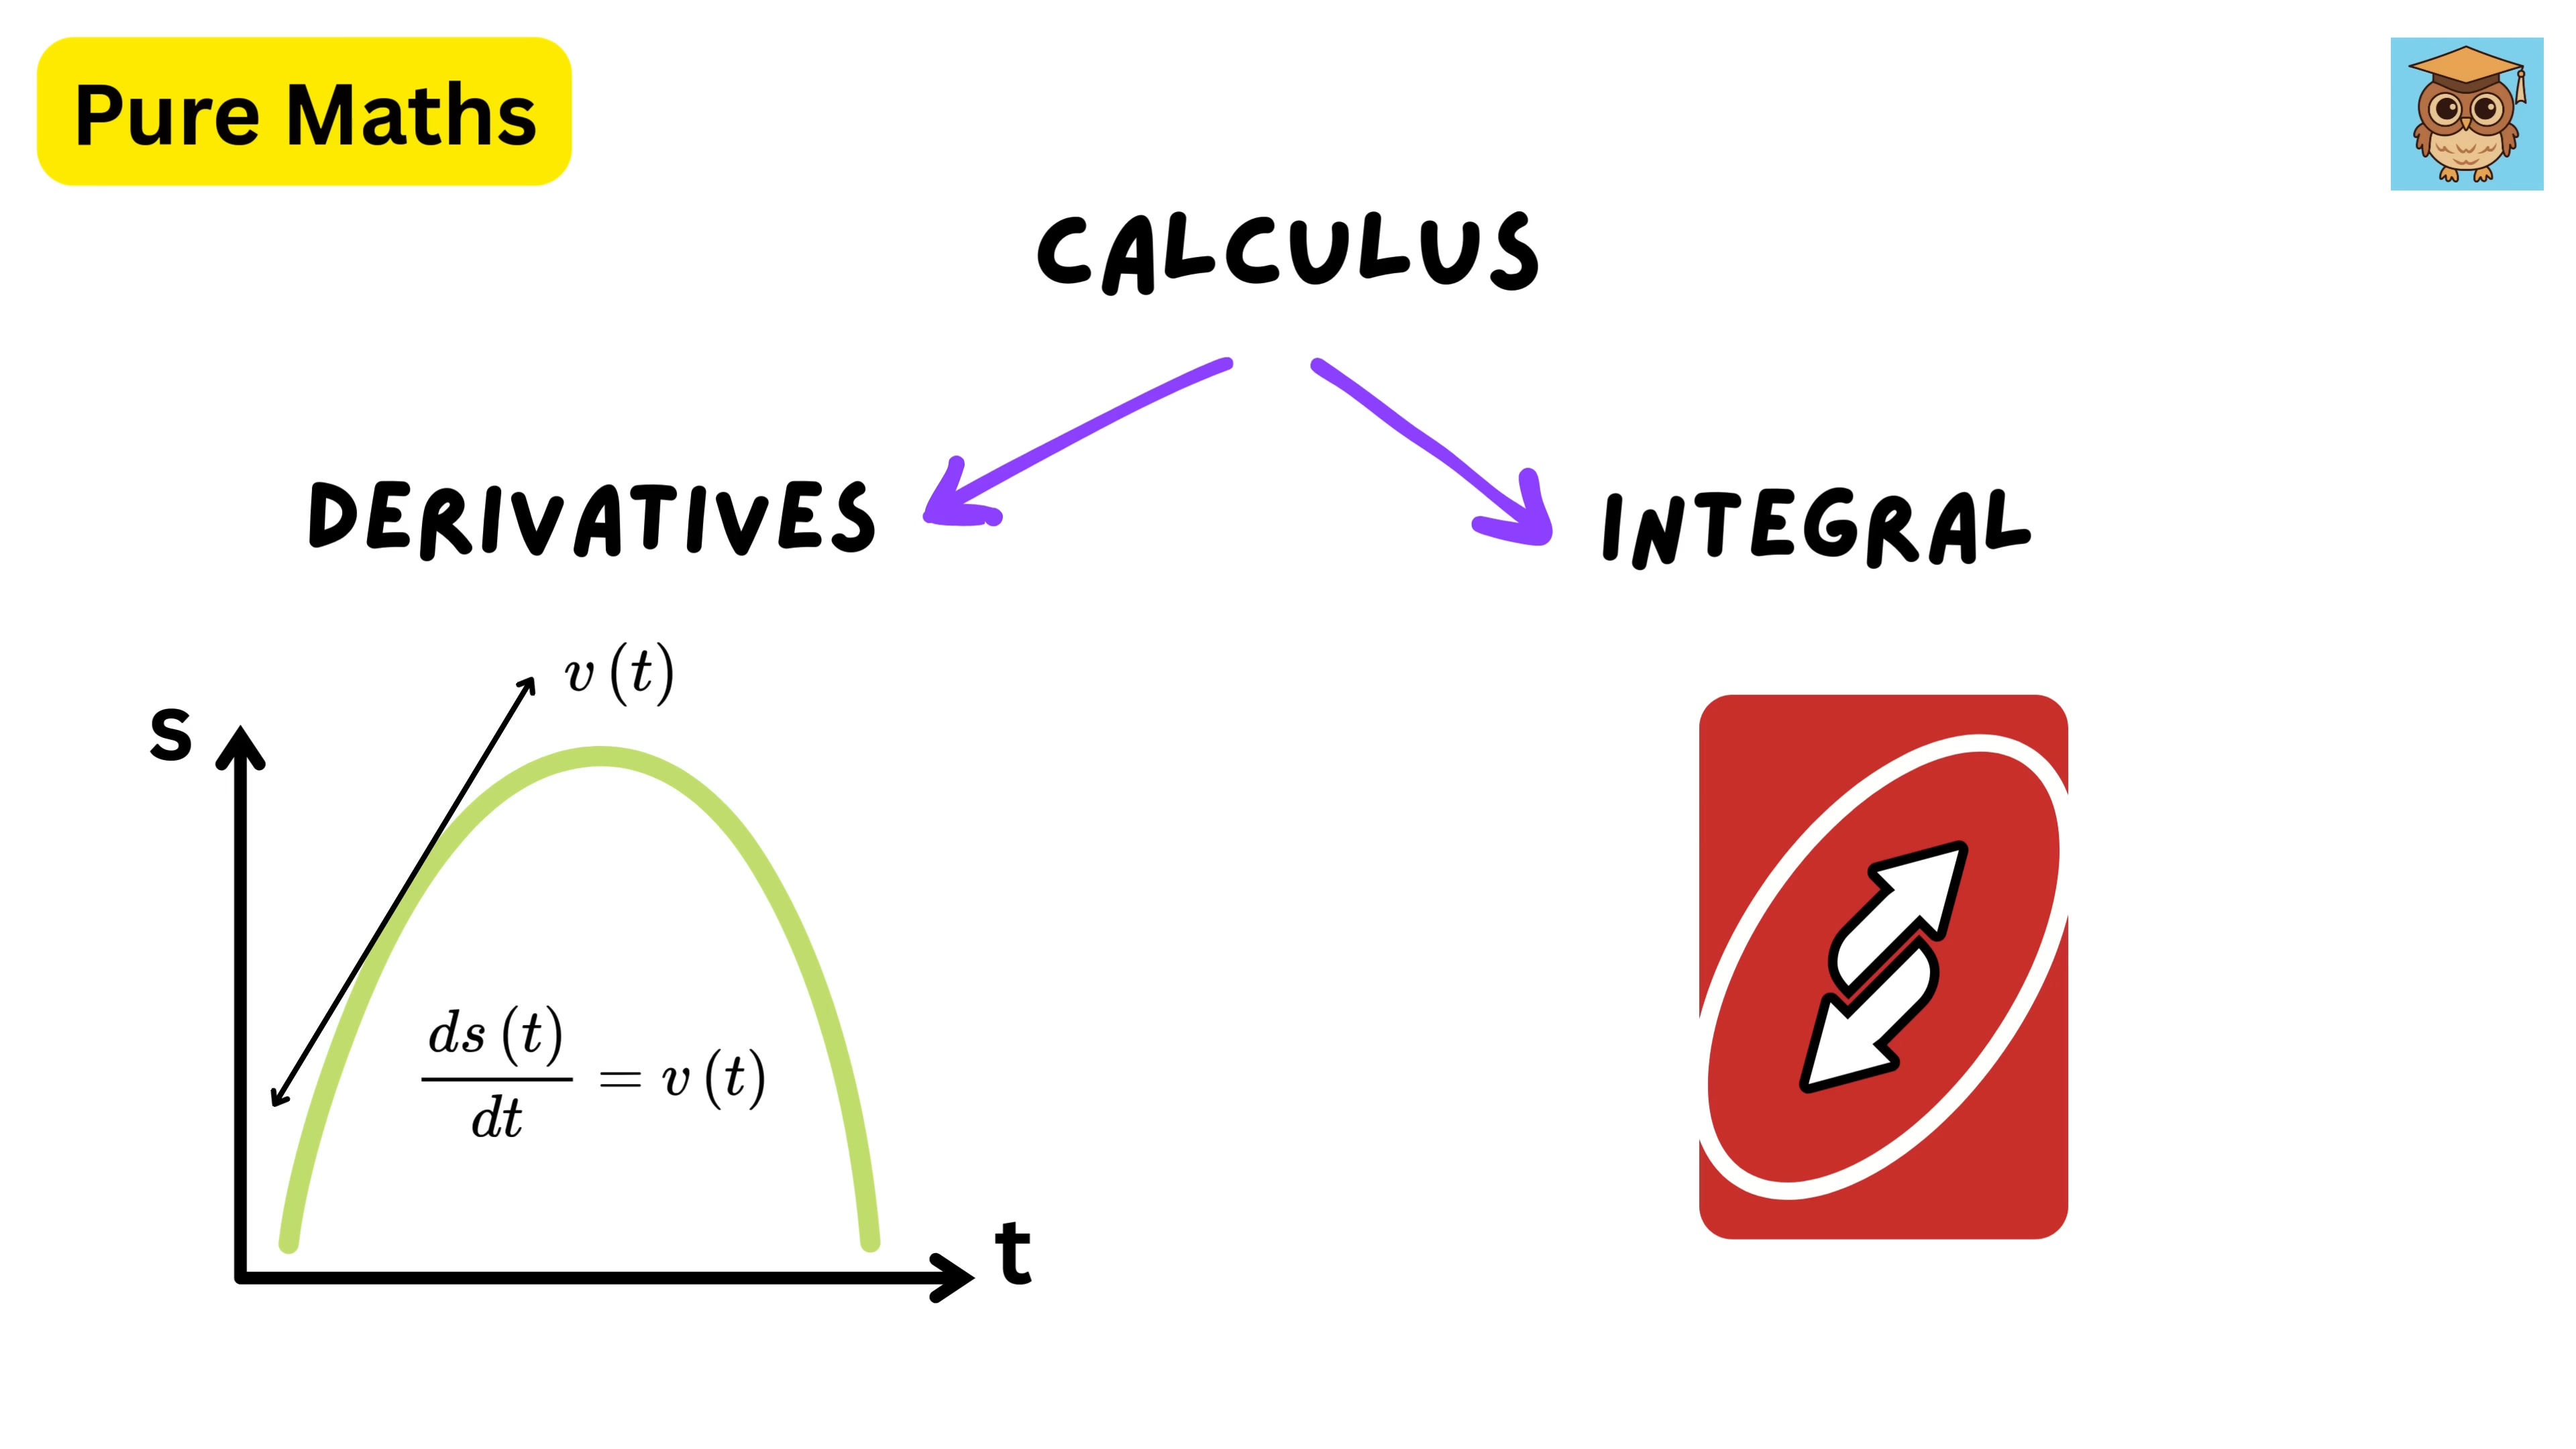 Pure Maths
CALCULUS
DERIVATIVES
INTEGRAL
v(t)
s
ds(t)/dt = v(t)
t